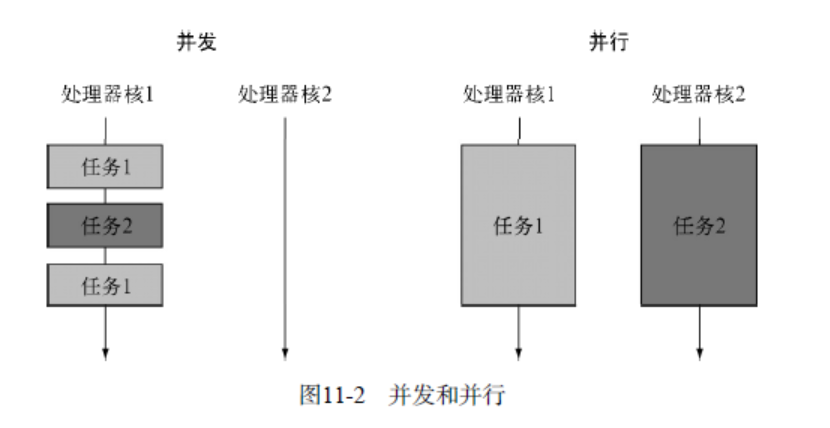 并发 并行
处理器核1 处理器核2 处理器核1 处理器核2
任务1
任务2 任务1 任务2
任务1
图11-2 并发和并行